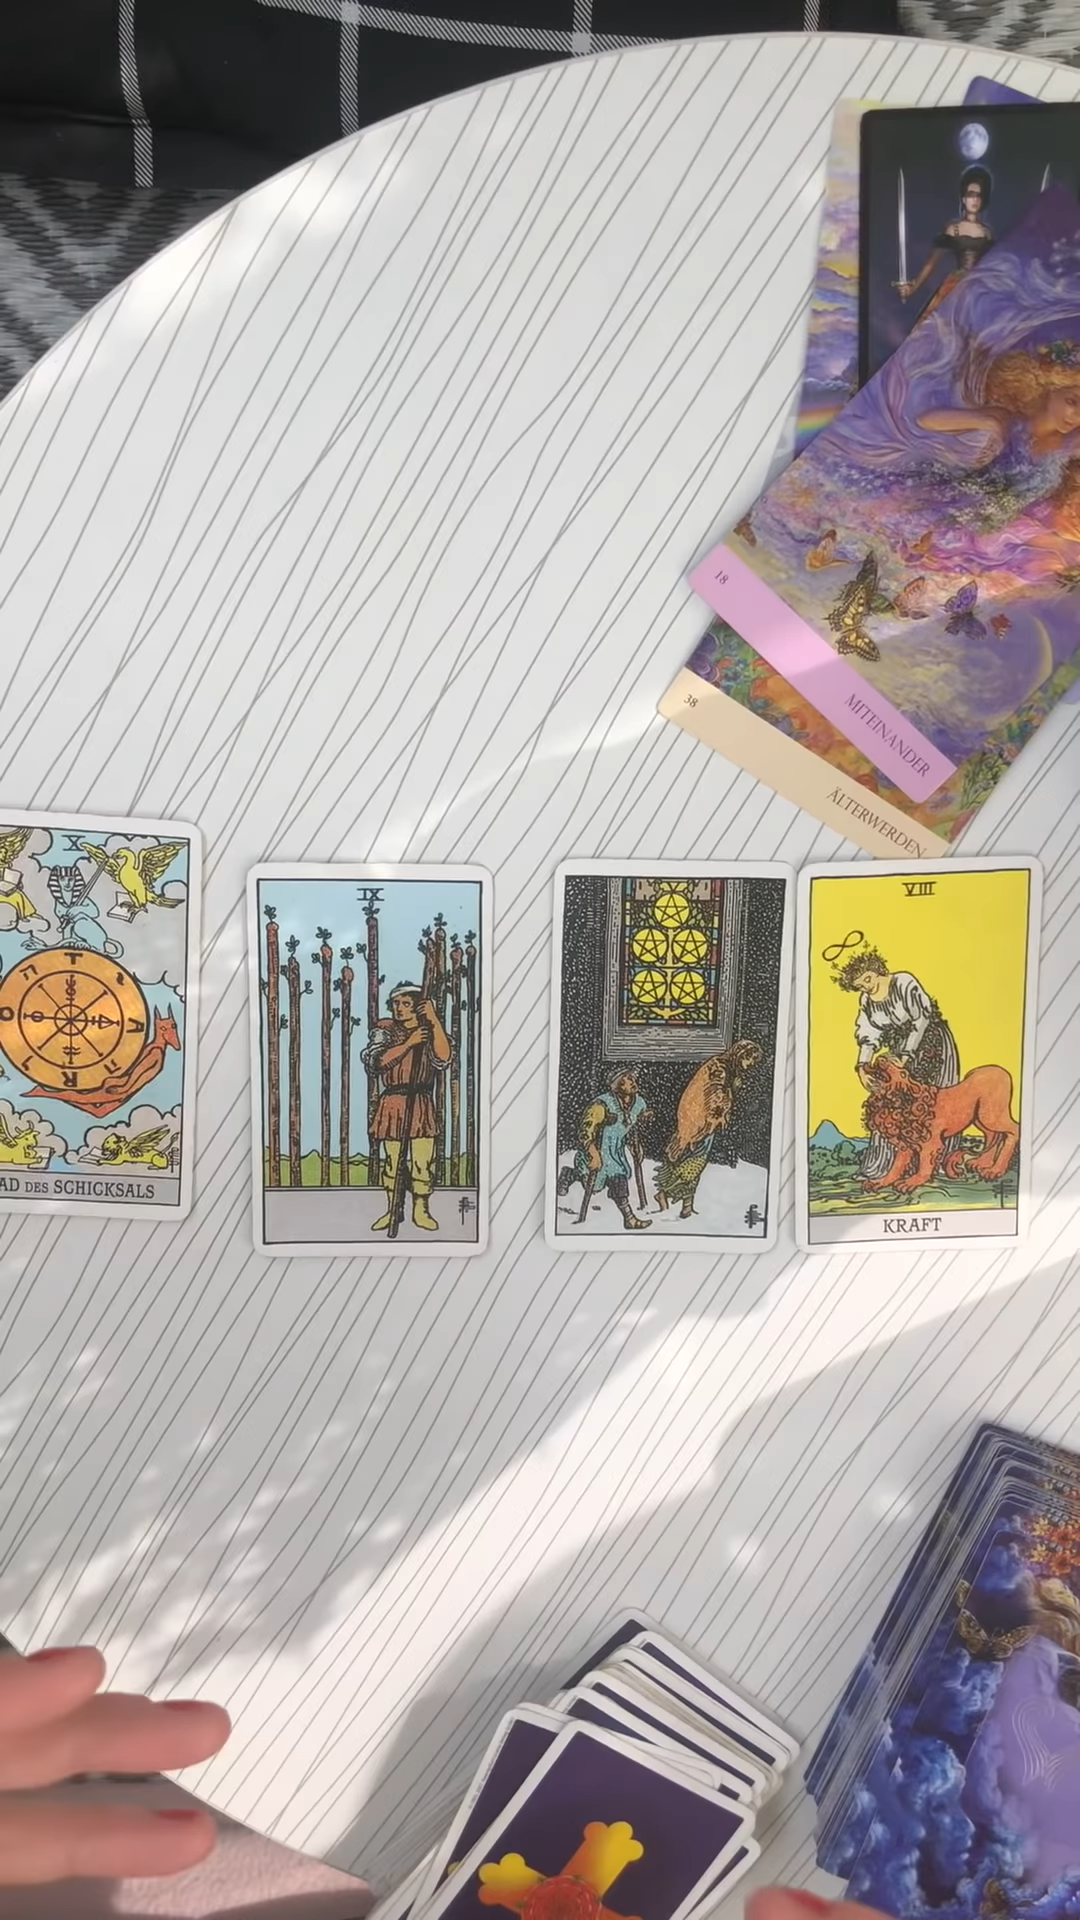 18
MITEINANDER
38
ÄLTERWERDEN
X
AD DES SCHICKSALS
IX
VIII
KRAFT